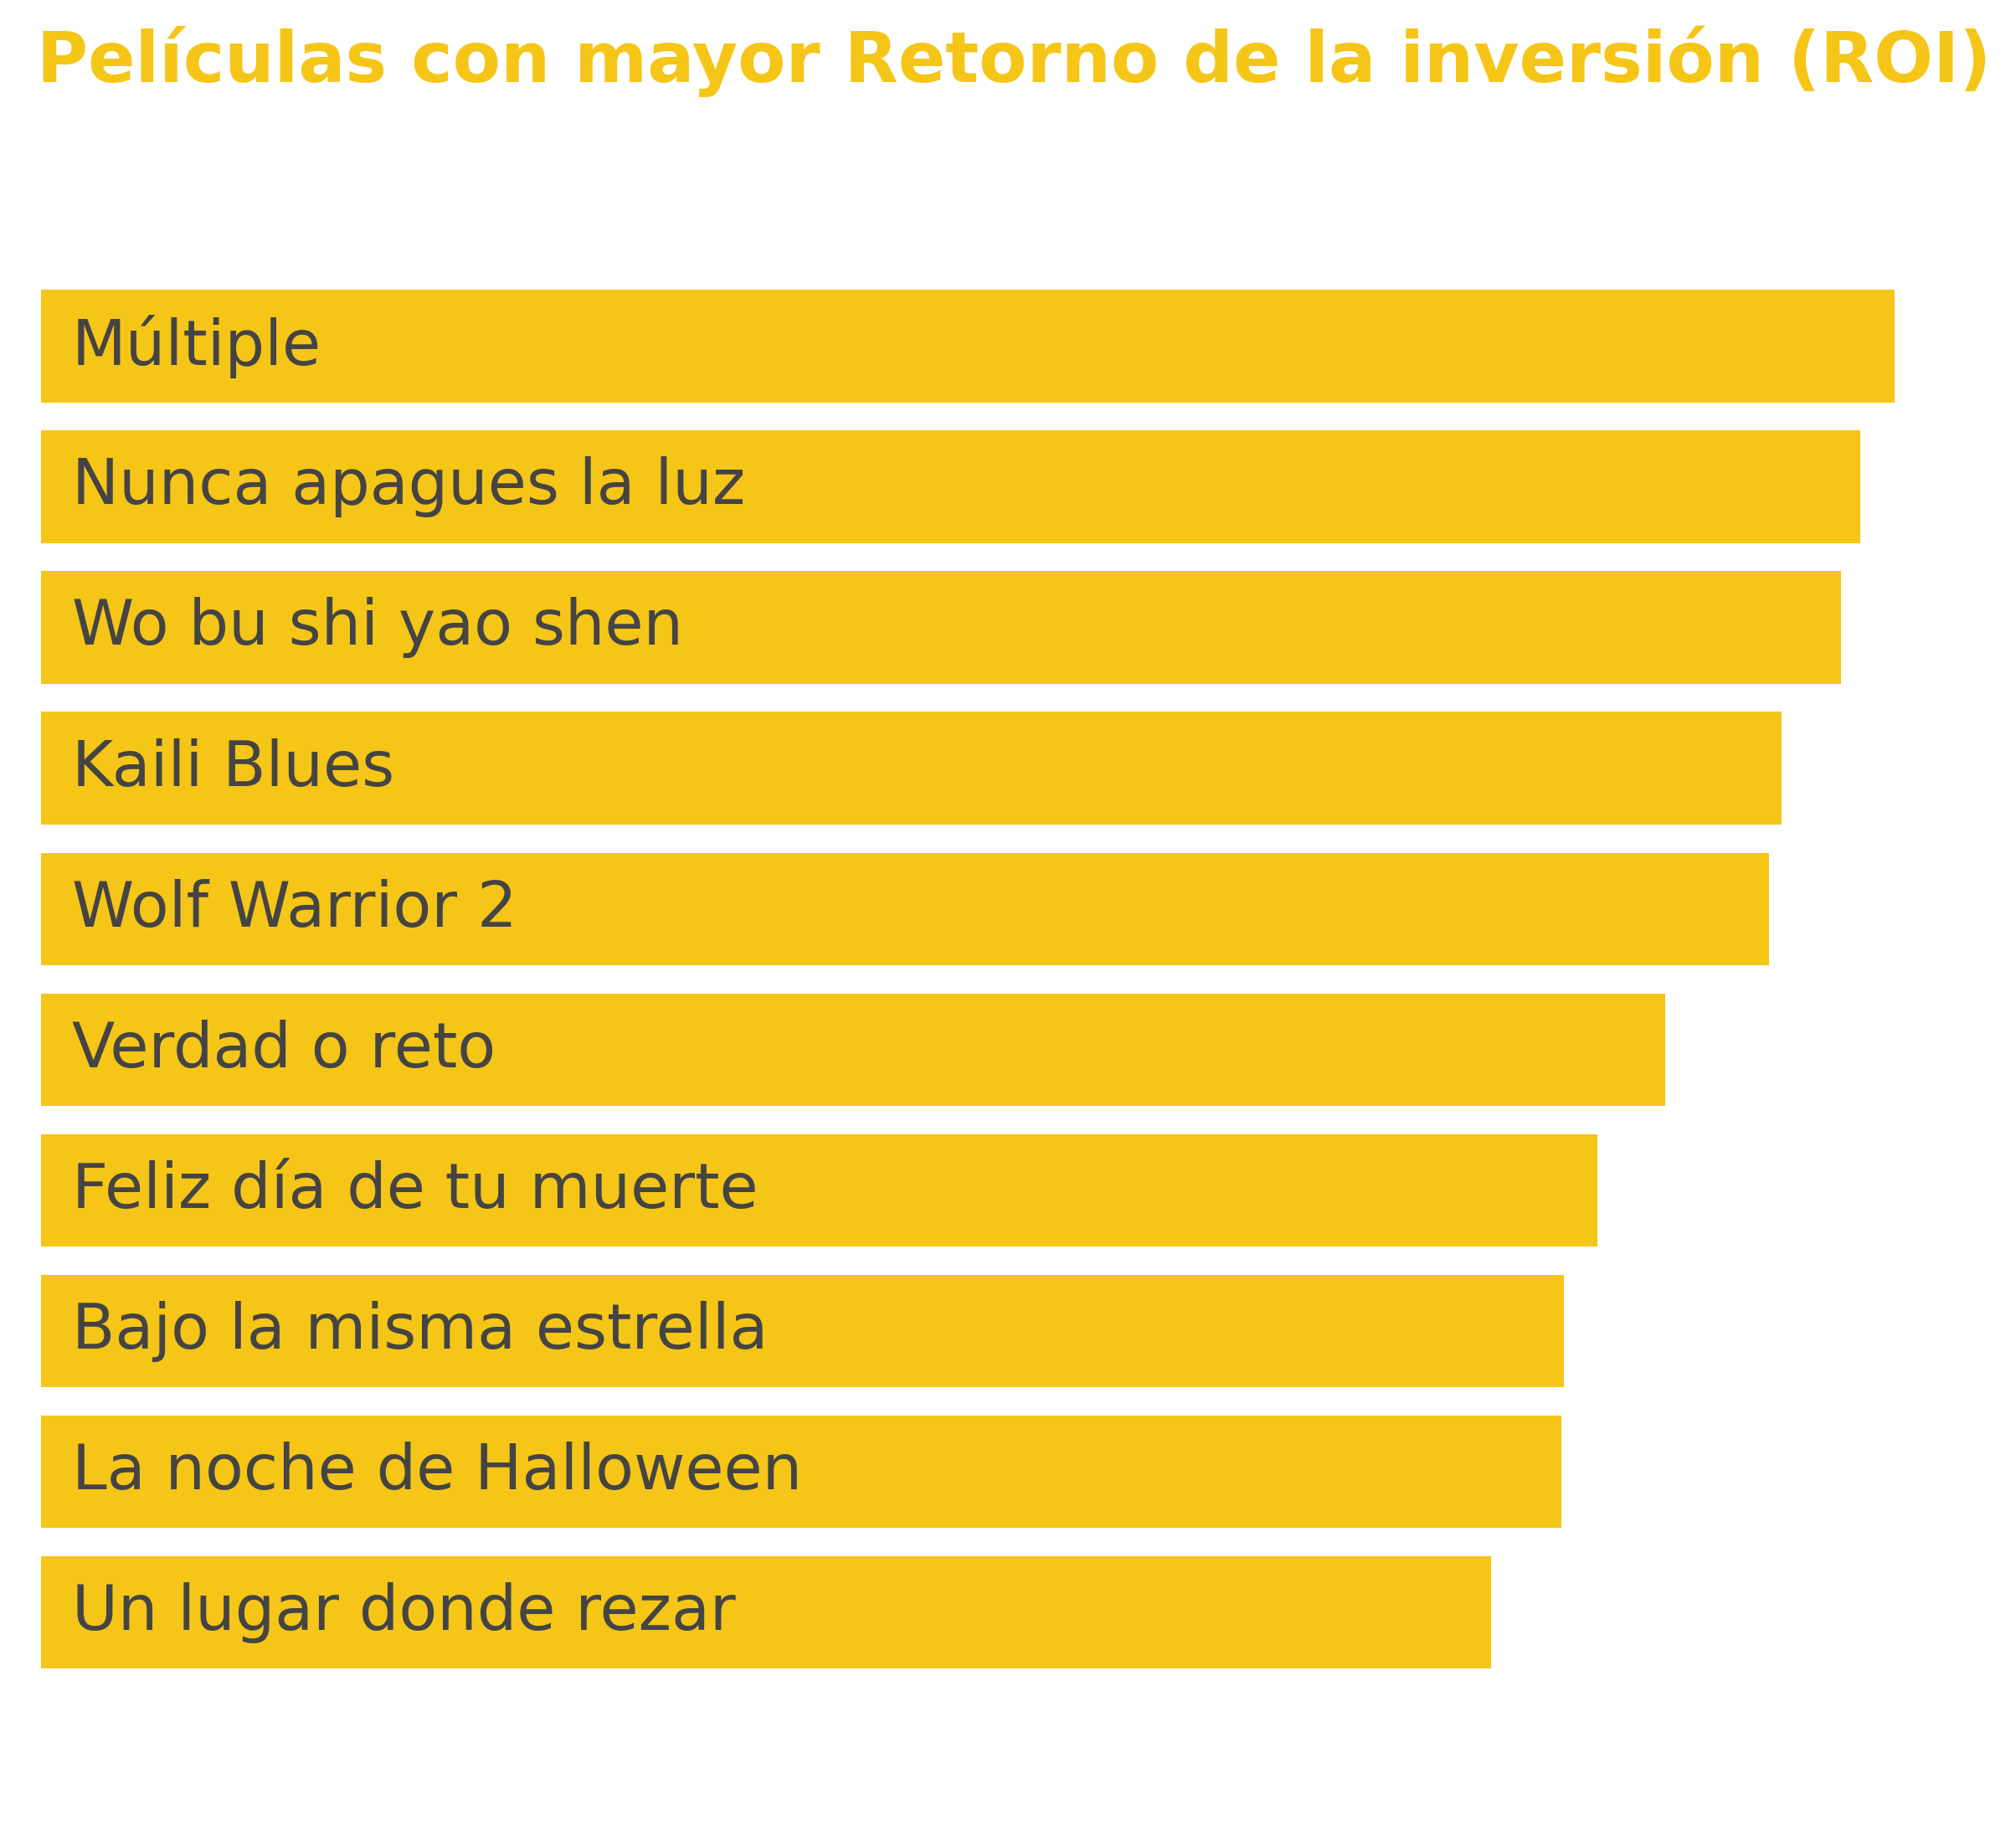 Películas con mayor Retorno de la inversión (ROI)
Múltiple
Nunca apagues la luz
Wo bu shi yao shen
Kaili Blues
Wolf Warrior 2
Verdad o reto
Feliz día de tu muerte
Bajo la misma estrella
La noche de Halloween
Un lugar donde rezar